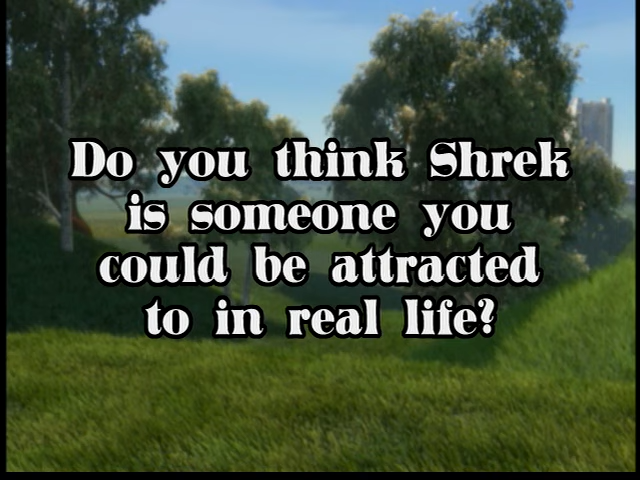 Do you think Shrek
is someone you
could be attracted
to in real life?